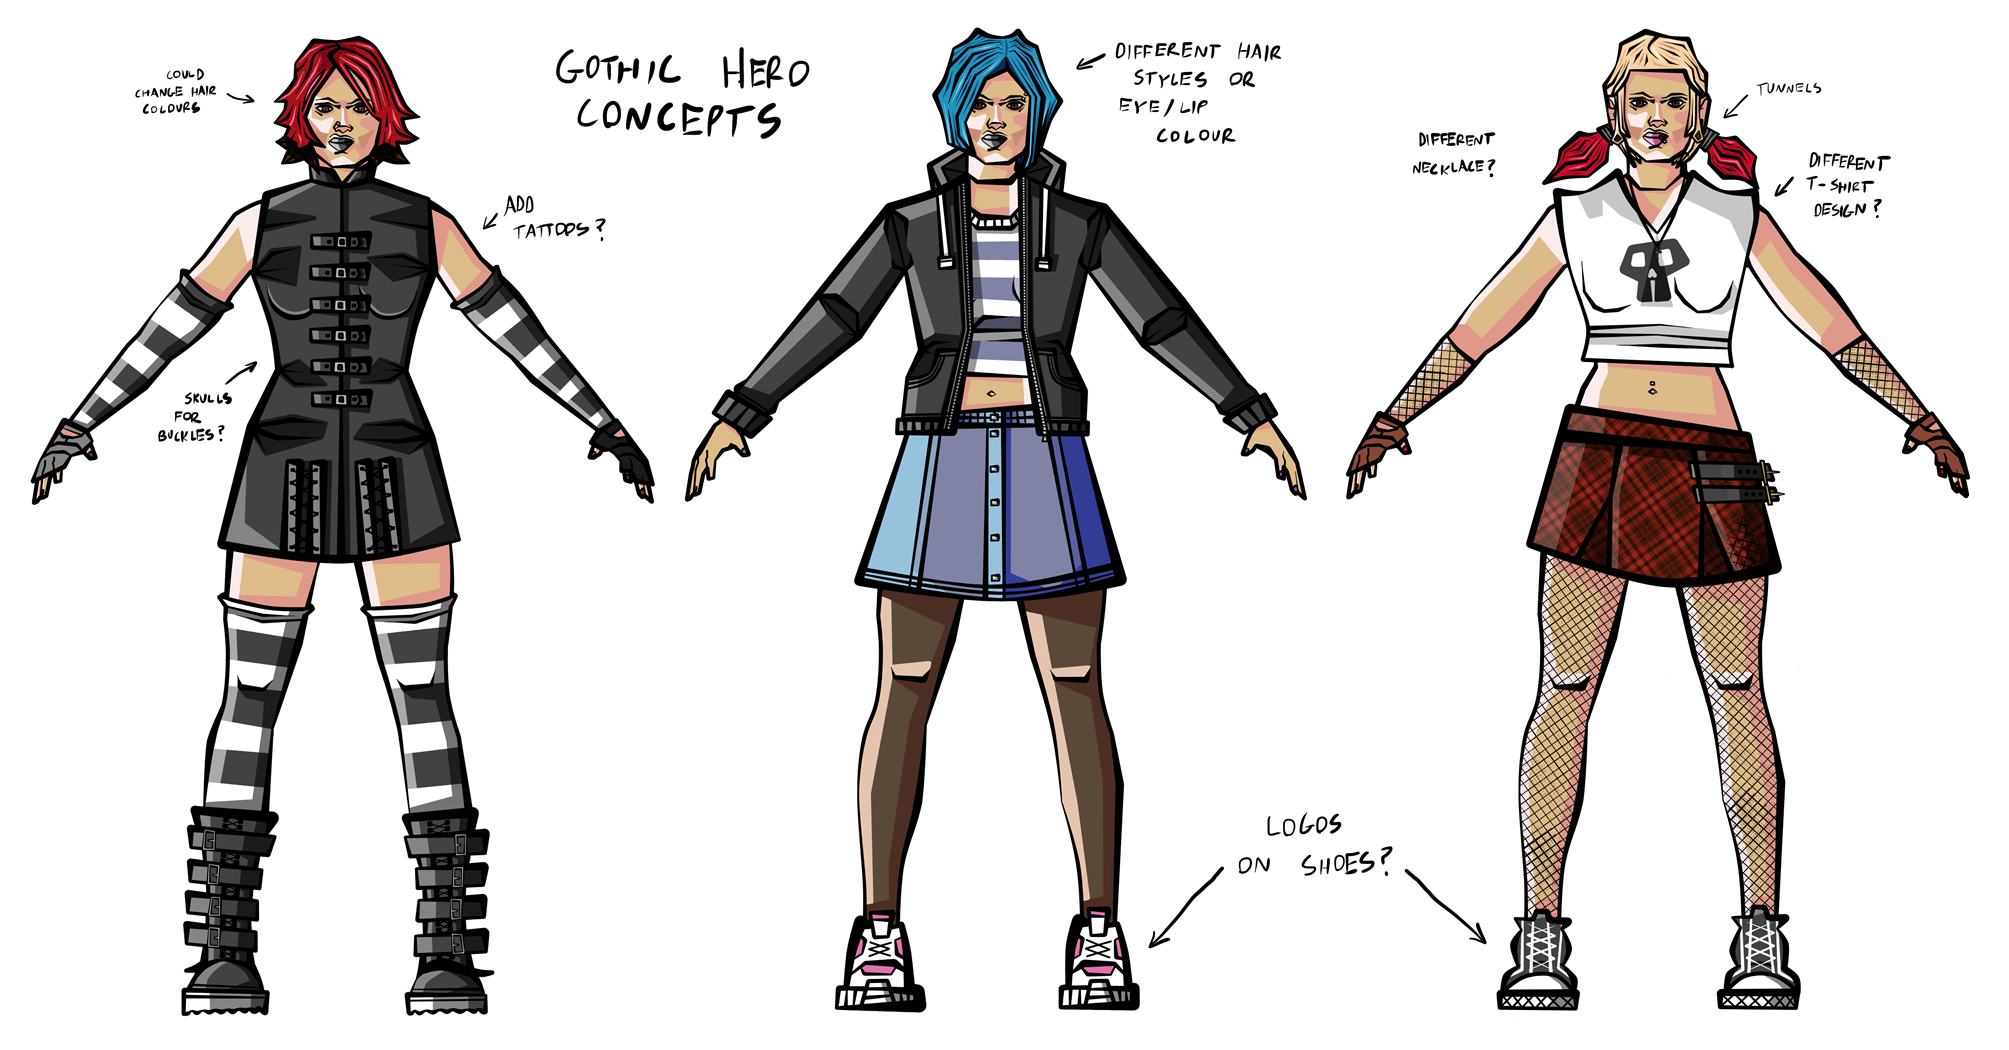 GOTHIC HERO
CONCEPTS
COULD
CHANGE HAIR
COLOURS
ADD
TATTOOS?
SKULLS
FOR
BUCKLES?
DIFFERENT HAIR
STYLES OR
EYE/LIP
COLOUR
TUNNELS
DIFFERENT
NECKLACE?
DIFFERENT
T-SHIRT
DESIGN?
LOGOS
ON SHOES?